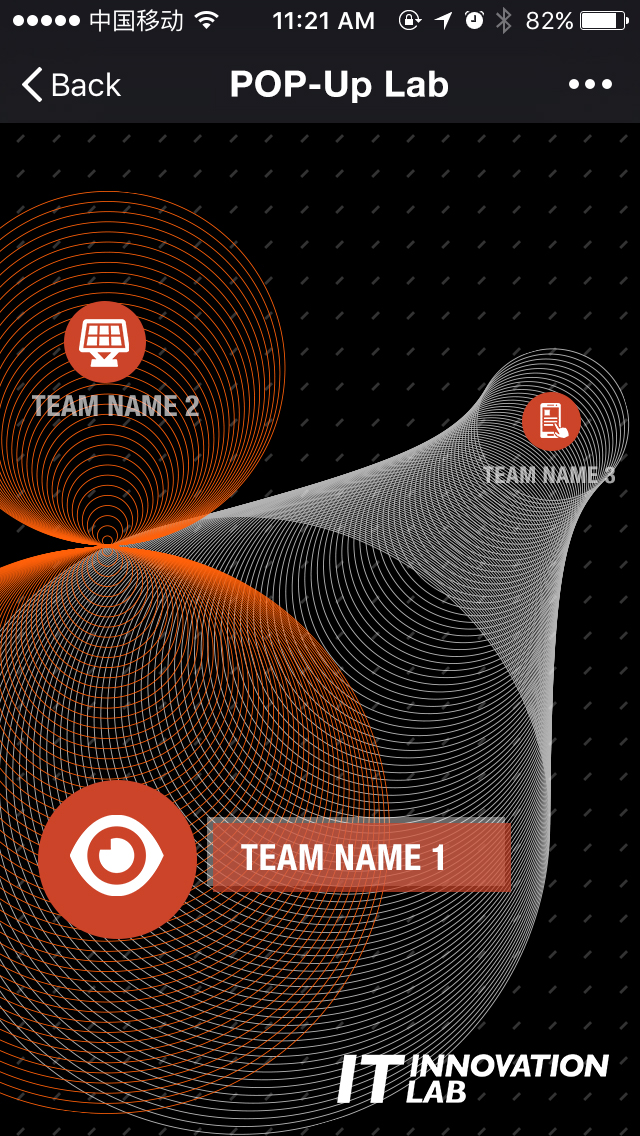 中国移动 11:21 AM 82%
Back POP-Up Lab
TEAM NAME 2
TEAM NAME 3
TEAM NAME 1
IT INNOVATION
LAB